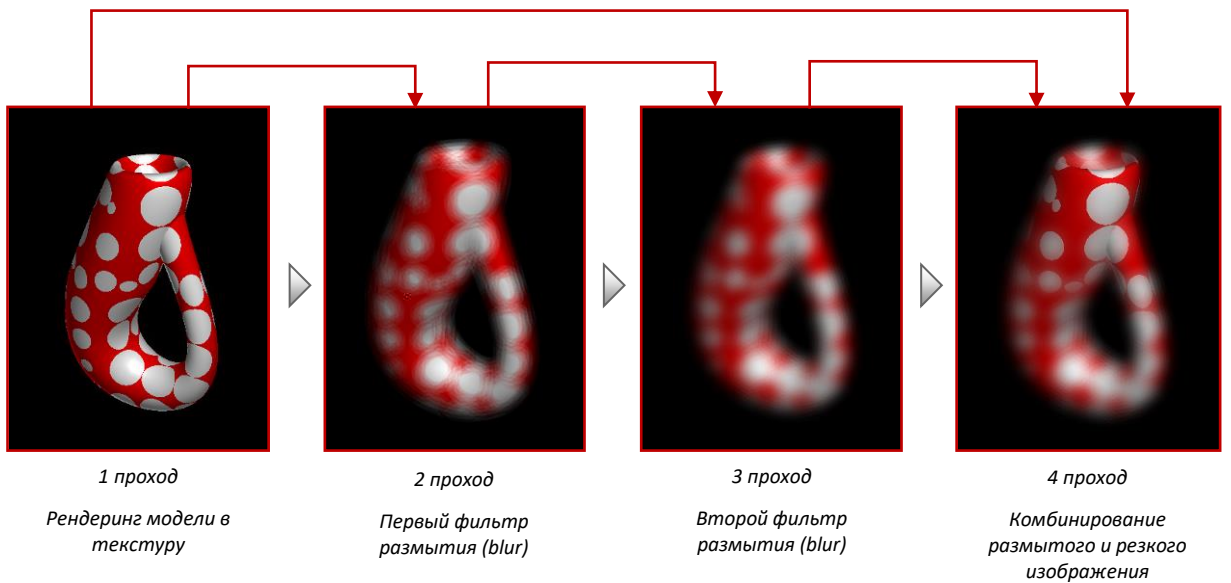 1 проход
Рендеринг модели в
текстуру
2 проход
Первый фильтр
размытия (blur)
3 проход
Второй фильтр
размытия (blur)
4 проход
Комбинирование
размытого и резкого
изображения